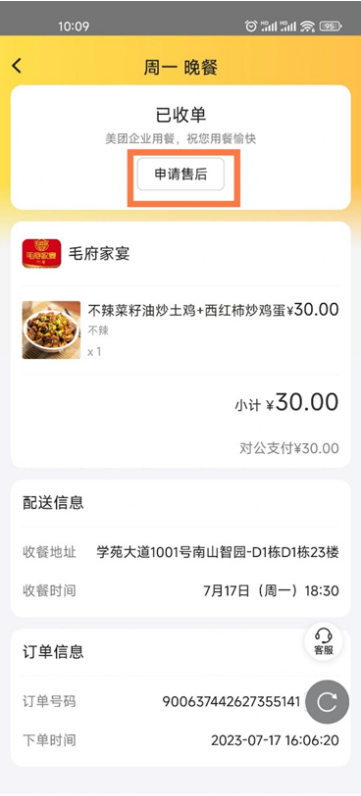 10:09
95
周一 晚餐
已收单
美团企业用餐，祝您用餐愉快
申请售后
毛府家宴
毛府家宴
不辣菜籽油炒土鸡+西红柿炒鸡蛋¥30.00
不辣
x 1
小计 ¥30.00
对公支付¥30.00
配送信息
收餐地址 学苑大道1001号南山智园-D1栋D1栋23楼
收餐时间 7月17日（周一）18:30
客服
订单信息
订单号码 900637442627355141
下单时间 2023-07-17 16:06:20